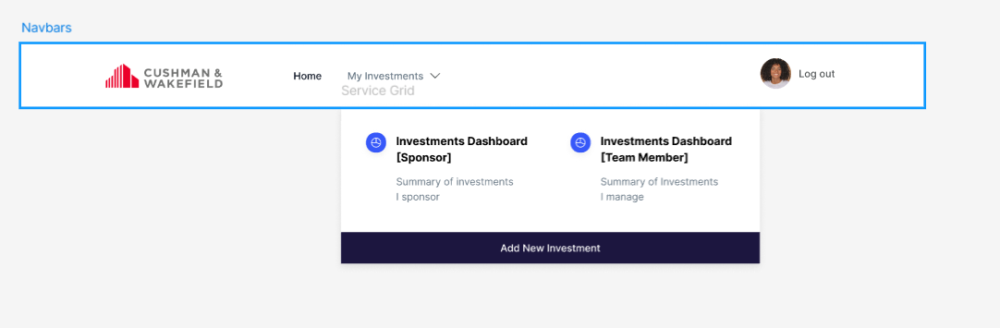 Navbars
CUSHMAN &
WAKEFIELD
Home
My Investments
Log out
Service Grid
Investments Dashboard
[Sponsor]
Summary of investments
I sponsor
Investments Dashboard
[Team Member]
Summary of Investments
I manage
Add New Investment